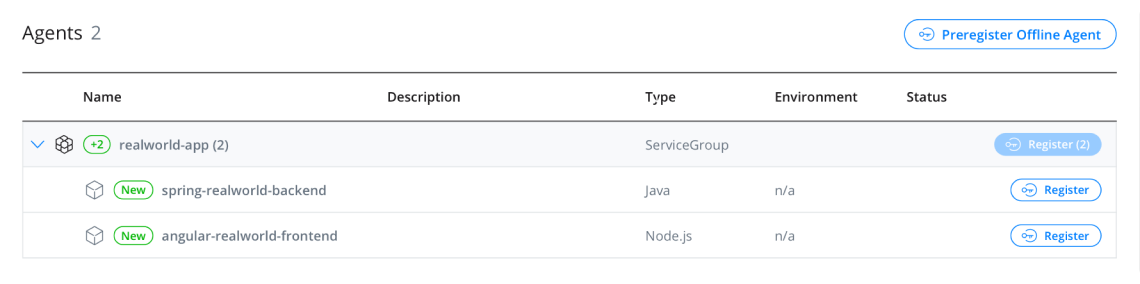 Agents 2
Preregister Offline Agent
Name Description Type Environment Status
+2 realworld-app (2) ServiceGroup Register (2)
New spring-realworld-backend Java n/a Register
New angular-realworld-frontend Node.js n/a Register